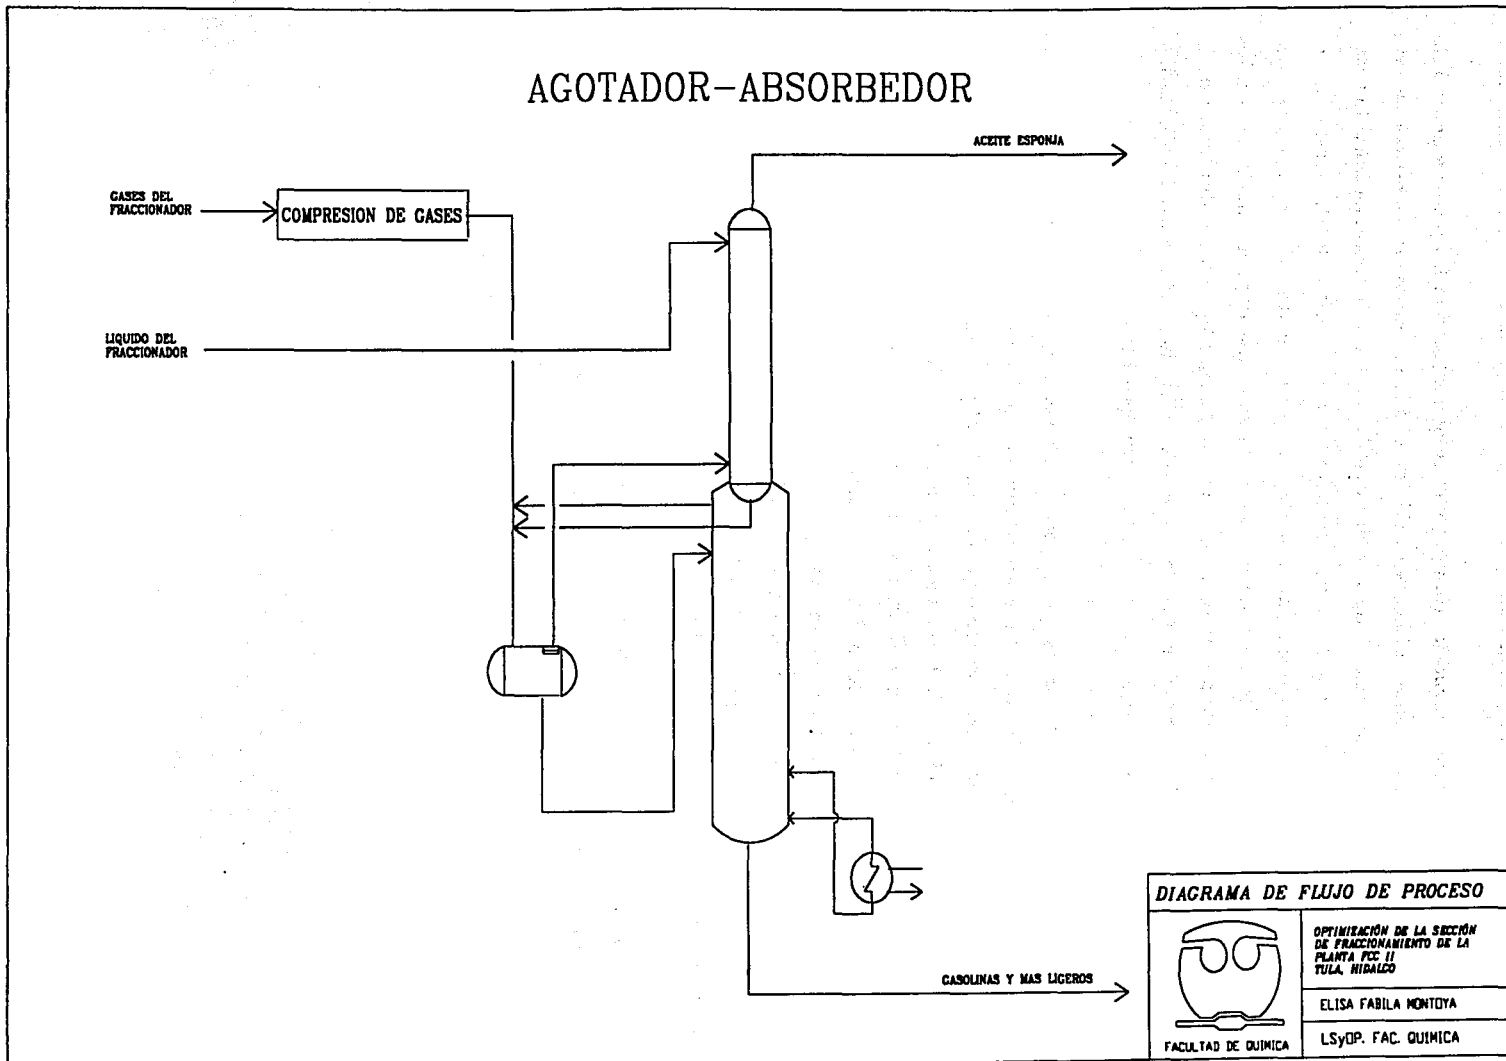 AGOTADOR-ABSORBEDOR
ACEITE ESPONJA
GASES DEL
FRACCIONADOR
COMPRESION DE GASES
LIQUIDO DEL
FRACCIONADOR
GASOLINAS Y MAS LIGEROS
DIAGRAMA DE FLUJO DE PROCESO
OPTIMIZACIÓN DE LA SECCIÓN
DE FRACCIONAMIENTO DE LA
PLANTA FCC II
TULA, HIDALGO
ELISA FABILA MONTOYA
FACULTAD DE QUIMICA
LSyOP. FAC. QUIMICA